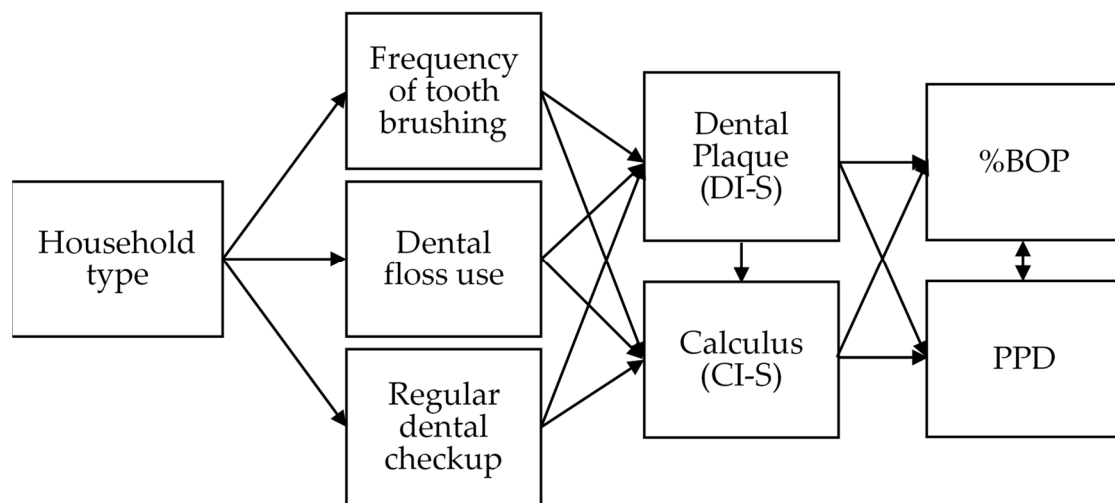 Household
type
Frequency
of tooth
brushing
Dental
floss use
Regular
dental
checkup
Dental
Plaque
(DI-S)
Calculus
(CI-S)
%BOP
PPD